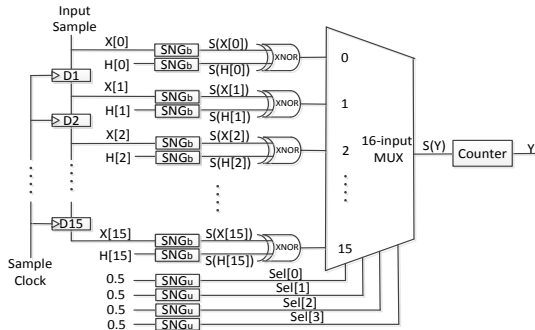 Input
Sample
X[0] SNGb S(X[0])
H[0] SNGb S(H[0])
XNOR
0
D1
X[1] SNGb S(X[1])
H[1] SNGb S(H[1])
XNOR
1
D2
X[2] SNGb S(X[2])
H[2] SNGb S(H[2])
XNOR
2
16-input
MUX
S(Y)
Counter
Y
D15
X[15] SNGb S(X[15])
H[15] SNGb S(H[15])
XNOR
15
Sample
Clock
0.5 SNGu Sel[0]
0.5 SNGu Sel[1]
0.5 SNGu Sel[2]
0.5 SNGu Sel[3]